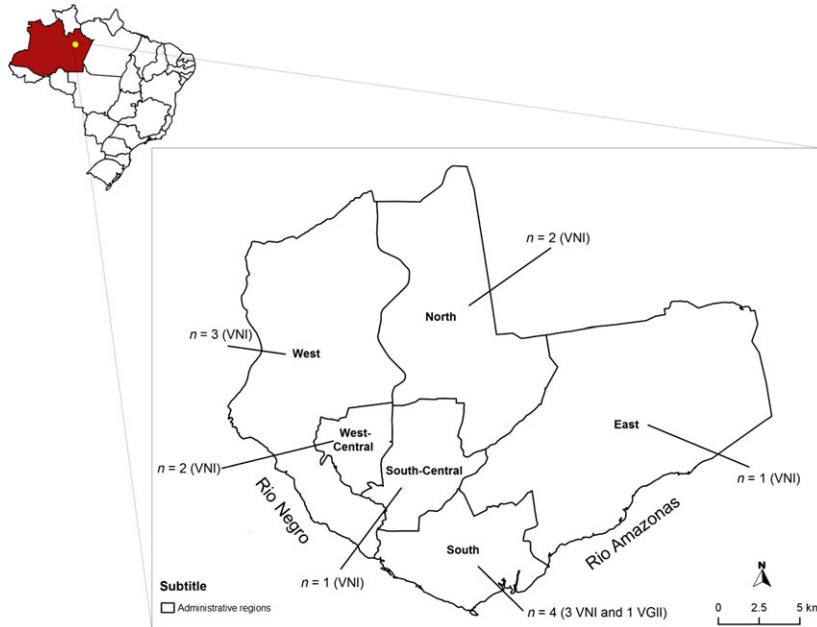 n = 2 (VNI)
North
n = 3 (VNI)
West
West-
Central
East
South-Central
n = 2 (VNI)
n = 1 (VNI)
Rio Negro
Rio Amazonas
South
n = 1 (VNI)
Subtitle
Administrative regions
n = 4 (3 VNI and 1 VGII)
N
0 2.5 5 km